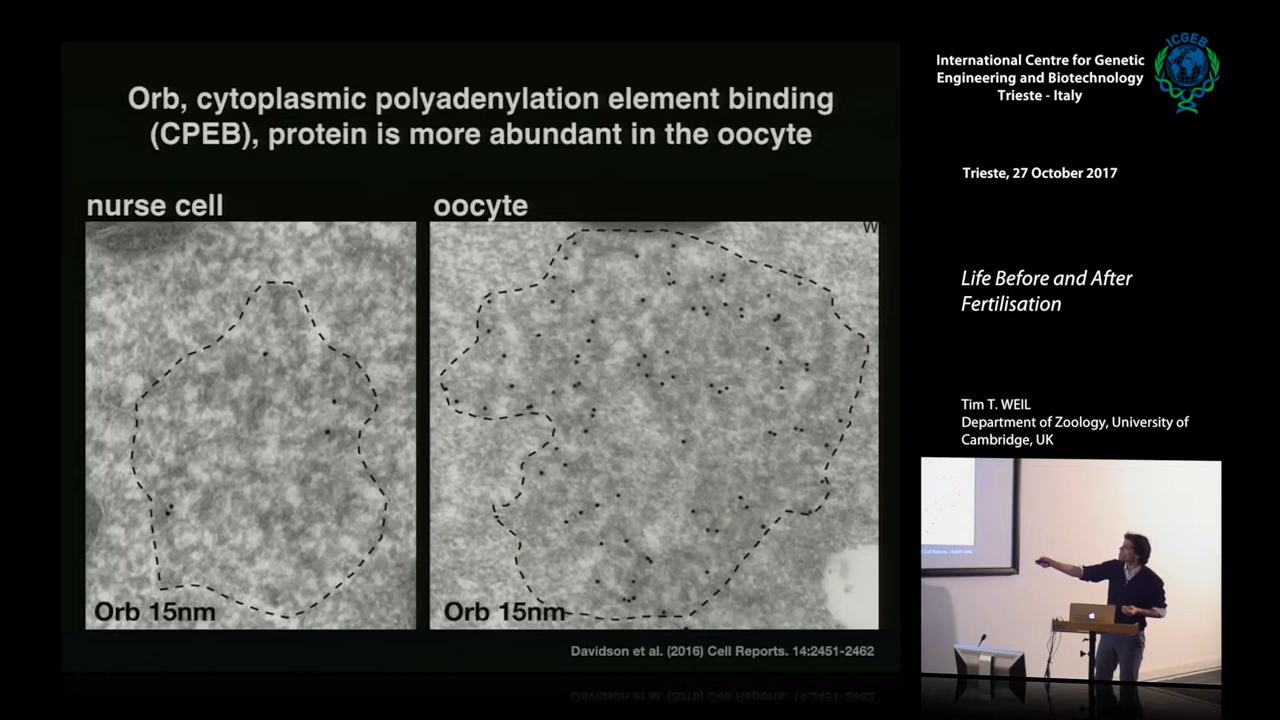 Orb, cytoplasmic polyadenylation element binding
(CPEB), protein is more abundant in the oocyte
nurse cell
oocyte
W
Orb 15nm
Orb 15nm
Davidson et al. (2016) Cell Reports. 14:2451-2462
International Centre for Genetic
Engineering and Biotechnology
Trieste - Italy
ICGEB
Trieste, 27 October 2017
Life Before and After
Fertilisation
Tim T. WEIL
Department of Zoology, University of
Cambridge, UK